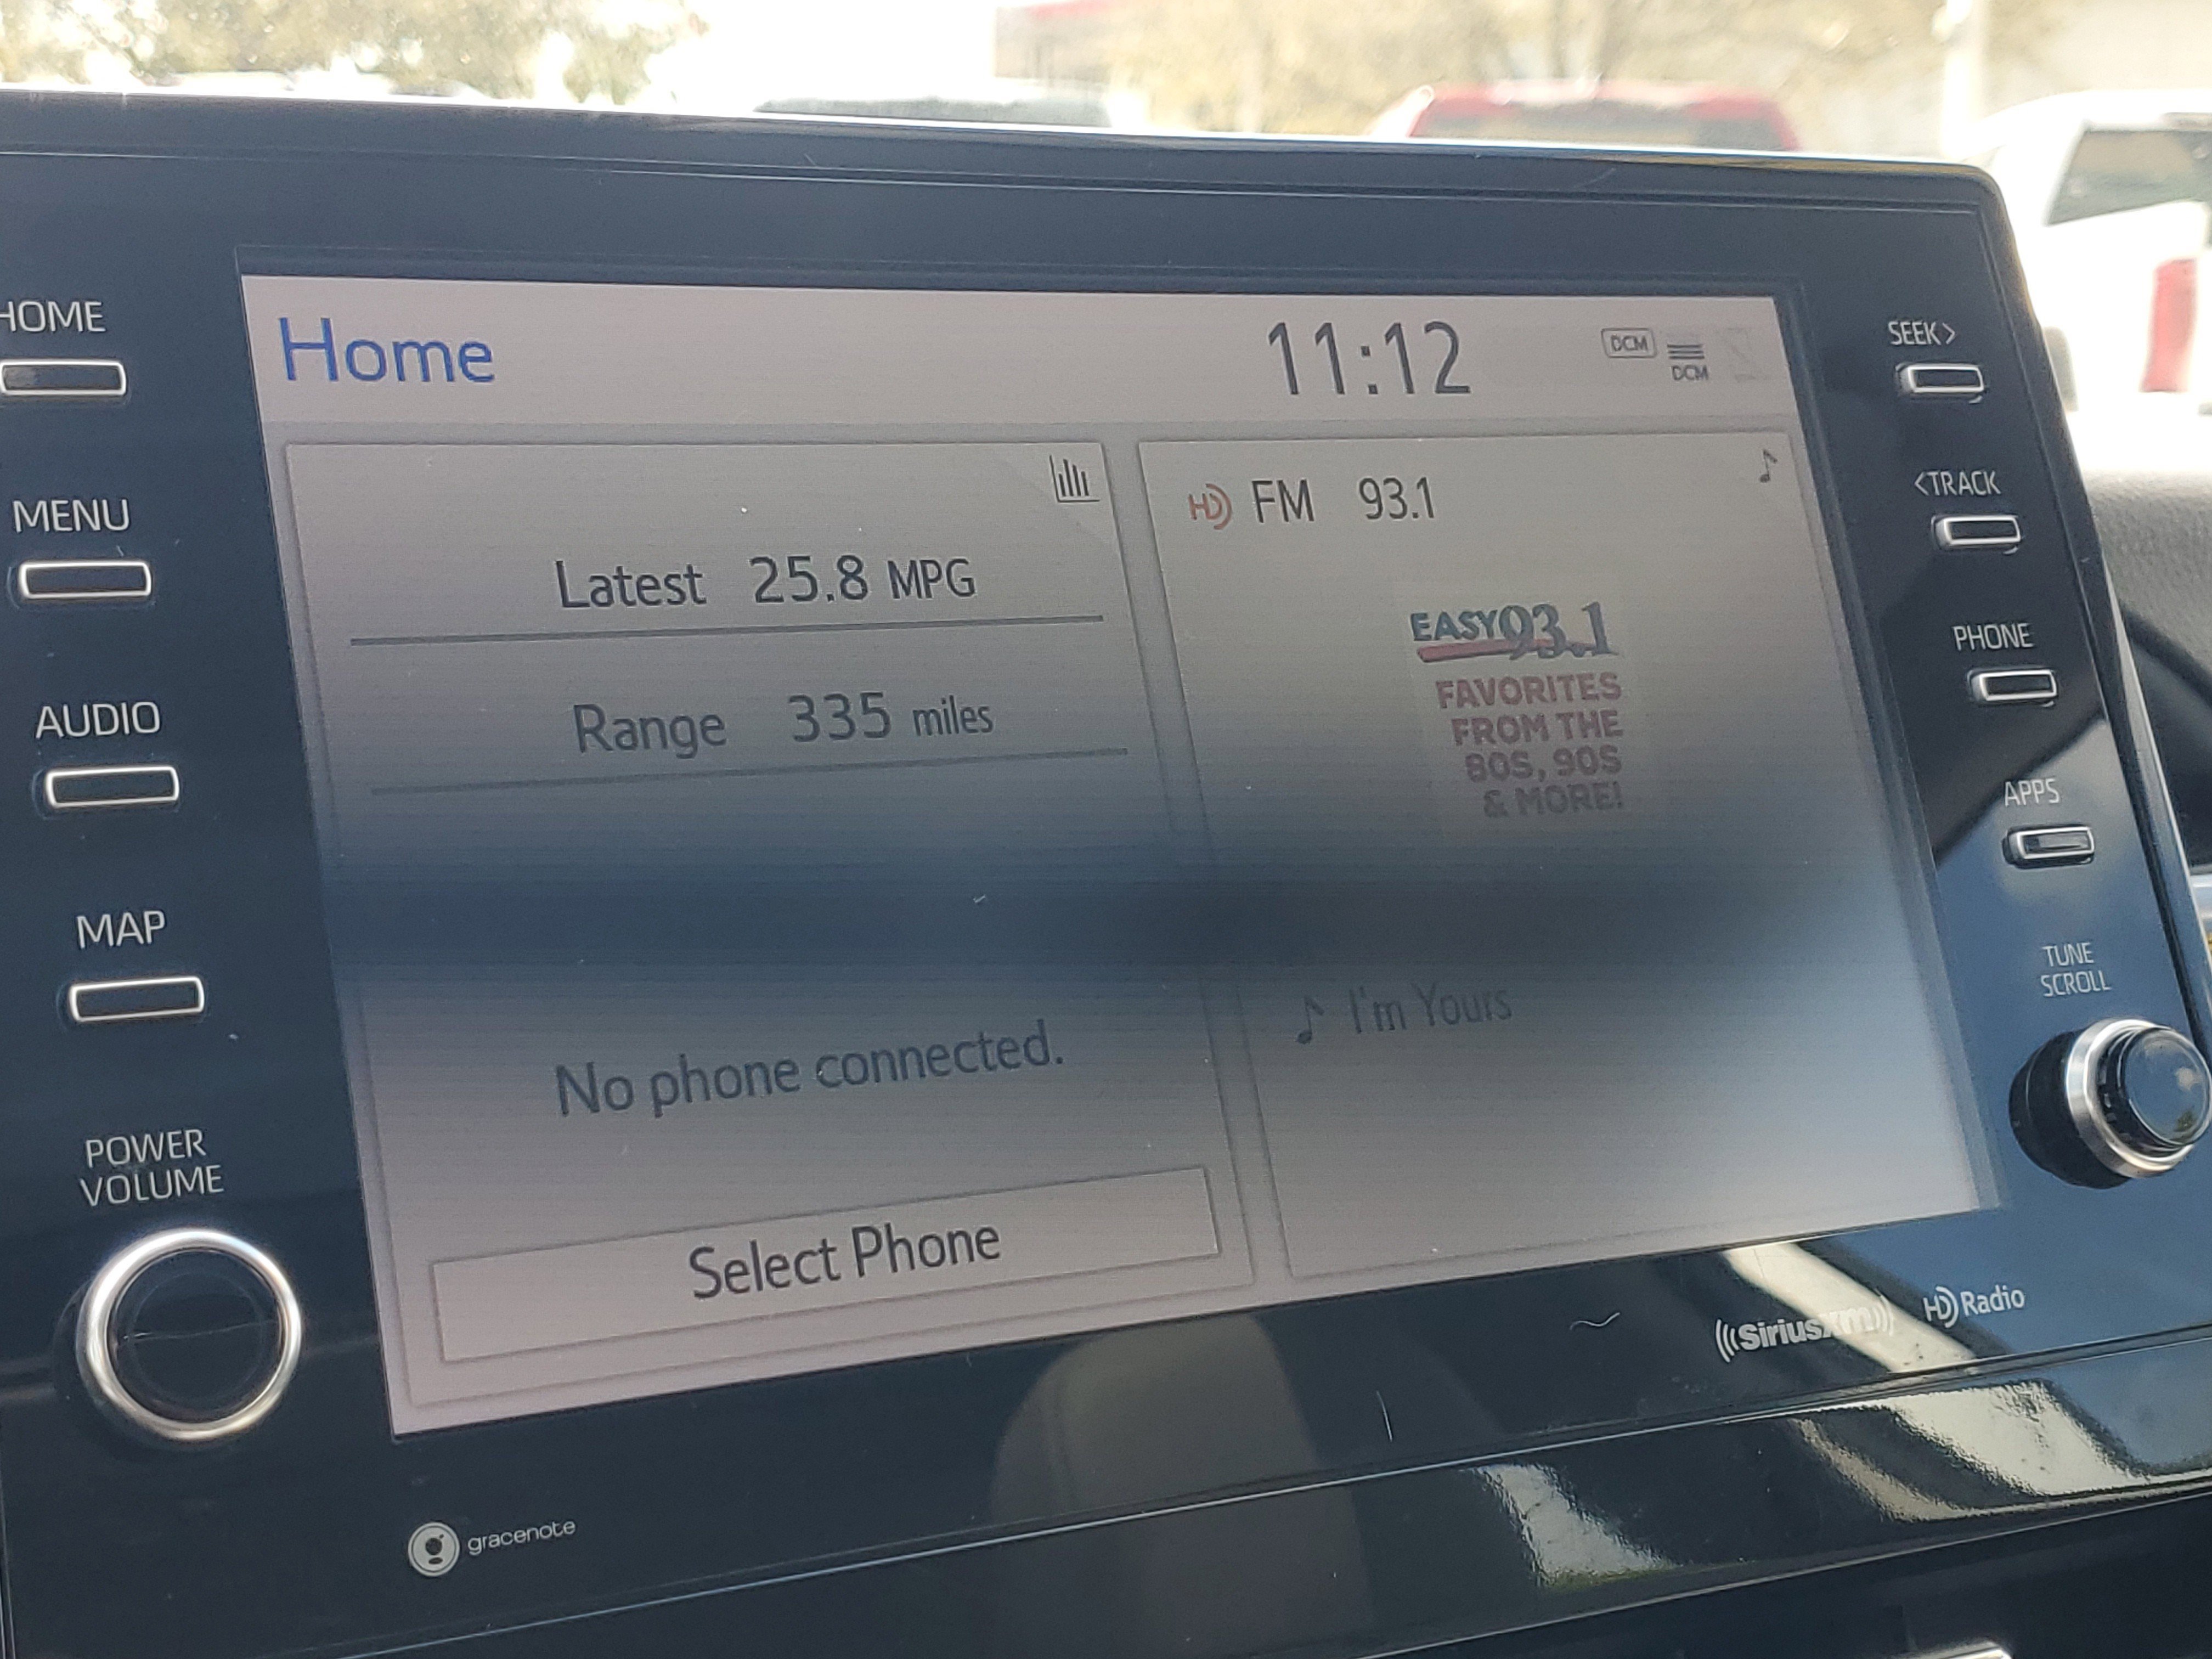 HOME
MENU
AUDIO
MAP
POWER
VOLUME
Home
11:12
DCM
DCM
Latest 25.8 MPG
Range 335 miles
No phone connected.
Select Phone
HD FM 93.1
EASY93.1
FAVORITES
FROM THE
80S, 90S
& MORE!
I'm Yours
SEEK>
<TRACK
PHONE
APPS
TUNE
SCROLL
gracenote
SiriusXM
HD Radio